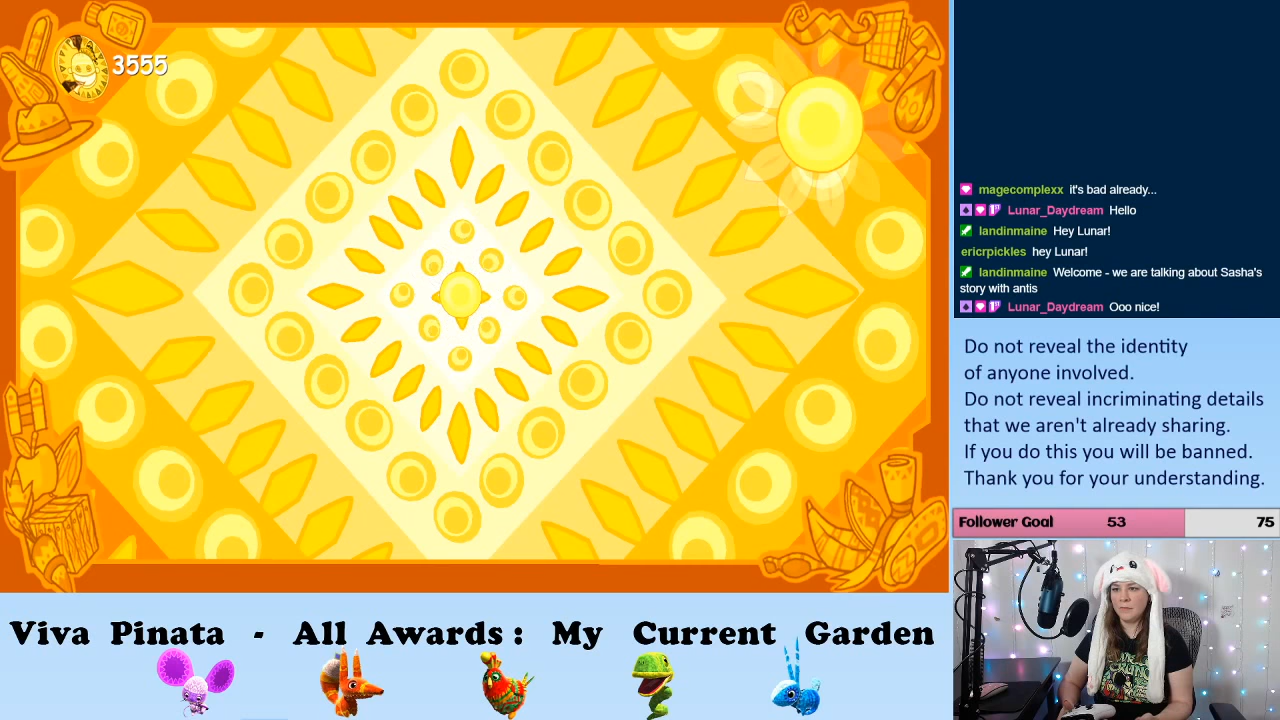 3555
magecomplexx it's bad already...
Lunar_Daydream Hello
landinmaine Hey Lunar!
ericrpickles hey Lunar!
landinmaine Welcome - we are talking about Sasha's
story with antis
Lunar_Daydream Ooo nice!
Do not reveal the identity
of anyone involved.
Do not reveal incriminating details
that we aren't already sharing.
If you do this you will be banned.
Thank you for your understanding.
Follower Goal 53 75
Viva Pinata - All Awards: My Current Garden